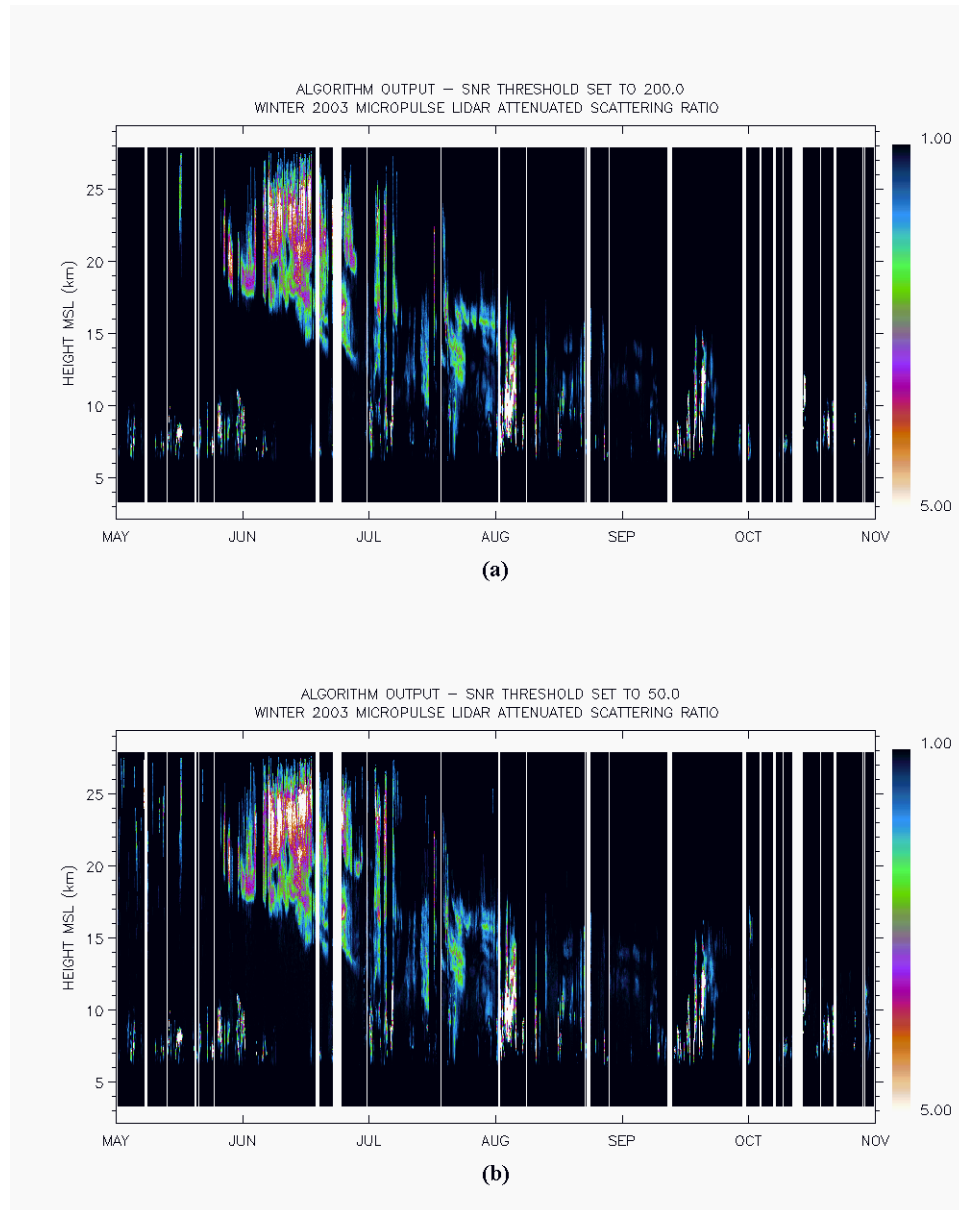 ALGORITHM OUTPUT – SNR THRESHOLD SET TO 200.0
WINTER 2003 MICROPULSE LIDAR ATTENUATED SCATTERING RATIO
HEIGHT MSL (km)
25
20
15
10
5
MAY JUN JUL AUG SEP OCT NOV
1.00
5.00
(a)
ALGORITHM OUTPUT – SNR THRESHOLD SET TO 50.0
WINTER 2003 MICROPULSE LIDAR ATTENUATED SCATTERING RATIO
HEIGHT MSL (km)
25
20
15
10
5
MAY JUN JUL AUG SEP OCT NOV
1.00
5.00
(b)